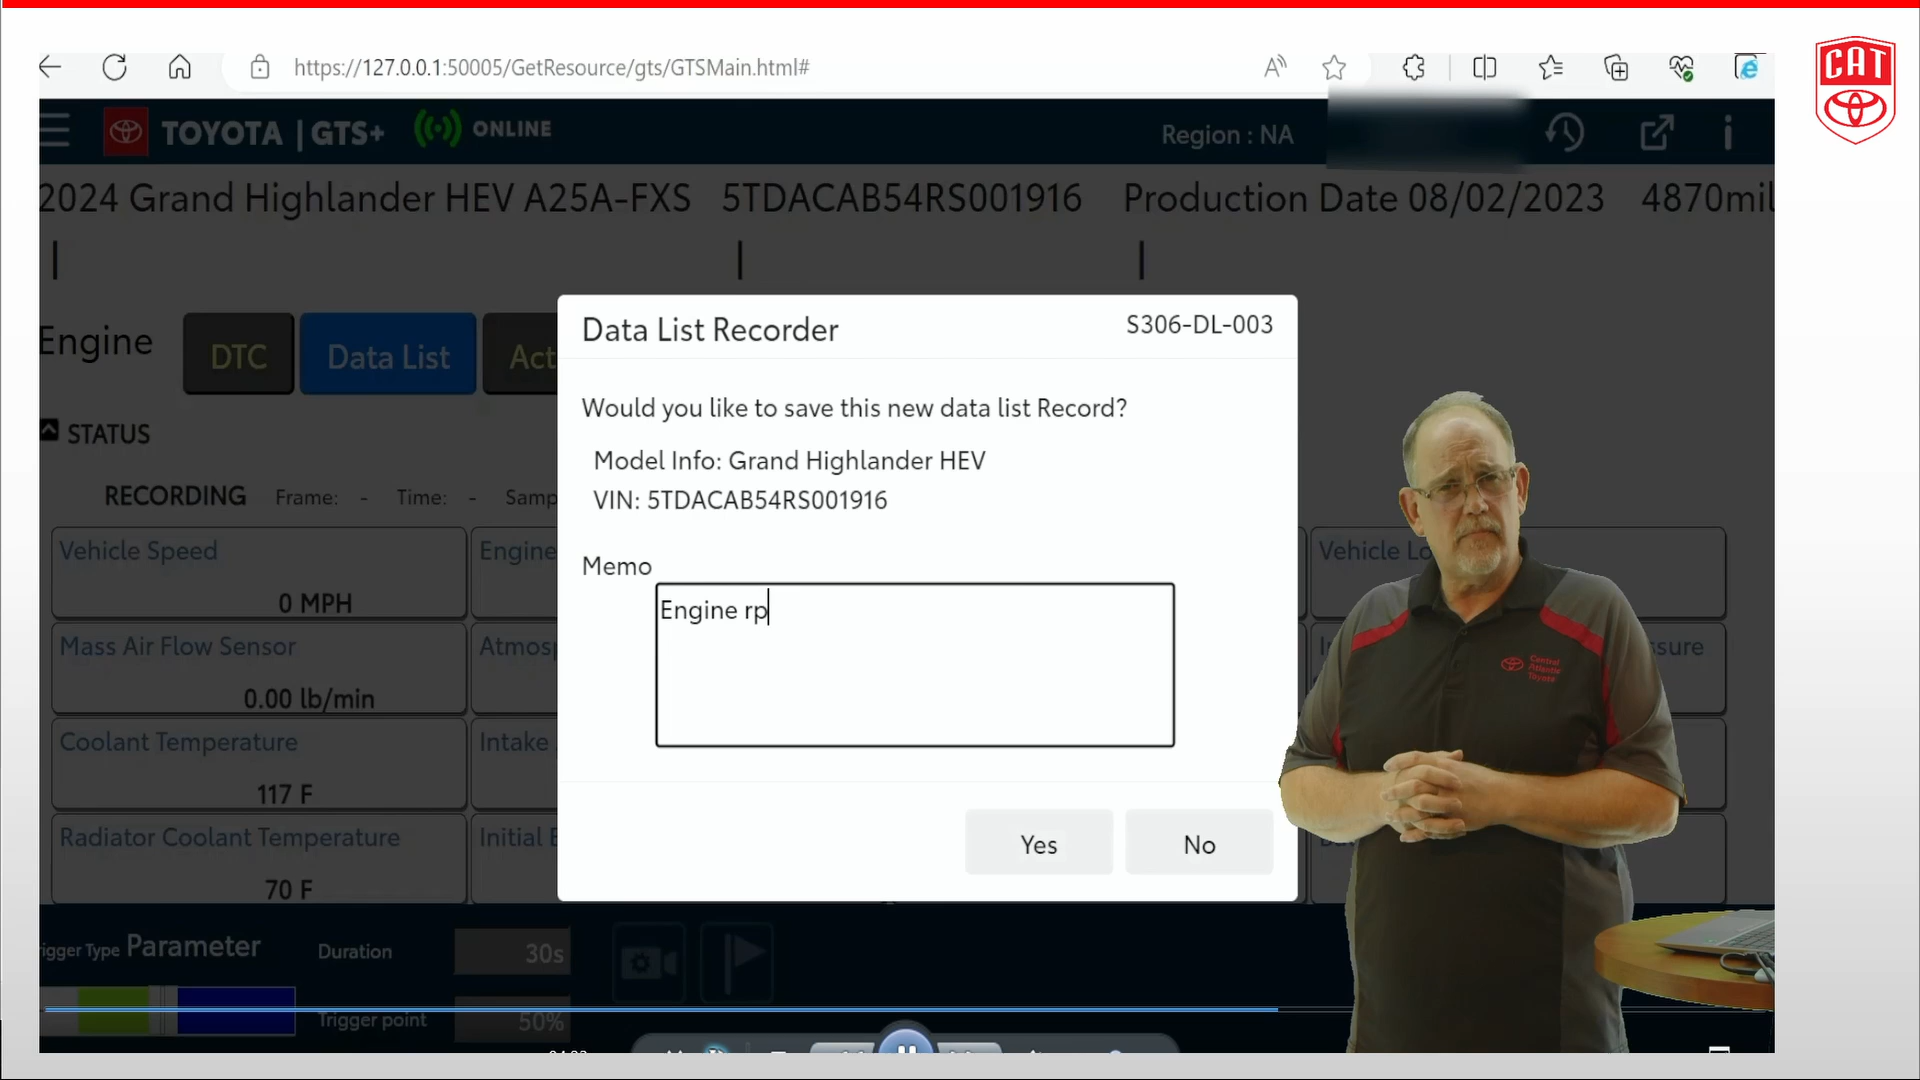 CAT
https://127.0.0.1:50005/GetResource/gts/GTSMain.html#
TOYOTA | GTS+ ONLINE Region : NA
2024 Grand Highlander HEV A25A-FXS 5TDACAB54RS001916 Production Date 08/02/2023 4870mil
Engine DTC Data List Act
STATUS
RECORDING Frame: - Time: - Samp
Data List Recorder S306-DL-003
Would you like to save this new data list Record?
Model Info: Grand Highlander HEV
VIN: 5TDACAB54RS001916
Memo
Engine rp
Yes No
Vehicle Speed Engine Vehicle Lo
0 MPH
Mass Air Flow Sensor Atmosp ssure
0.00 lb/min
Coolant Temperature Intake
117 F
Radiator Coolant Temperature Initial E
70 F
rigger Type Parameter Duration 30s
Trigger point 50%
Central
Atlantic
Toyota